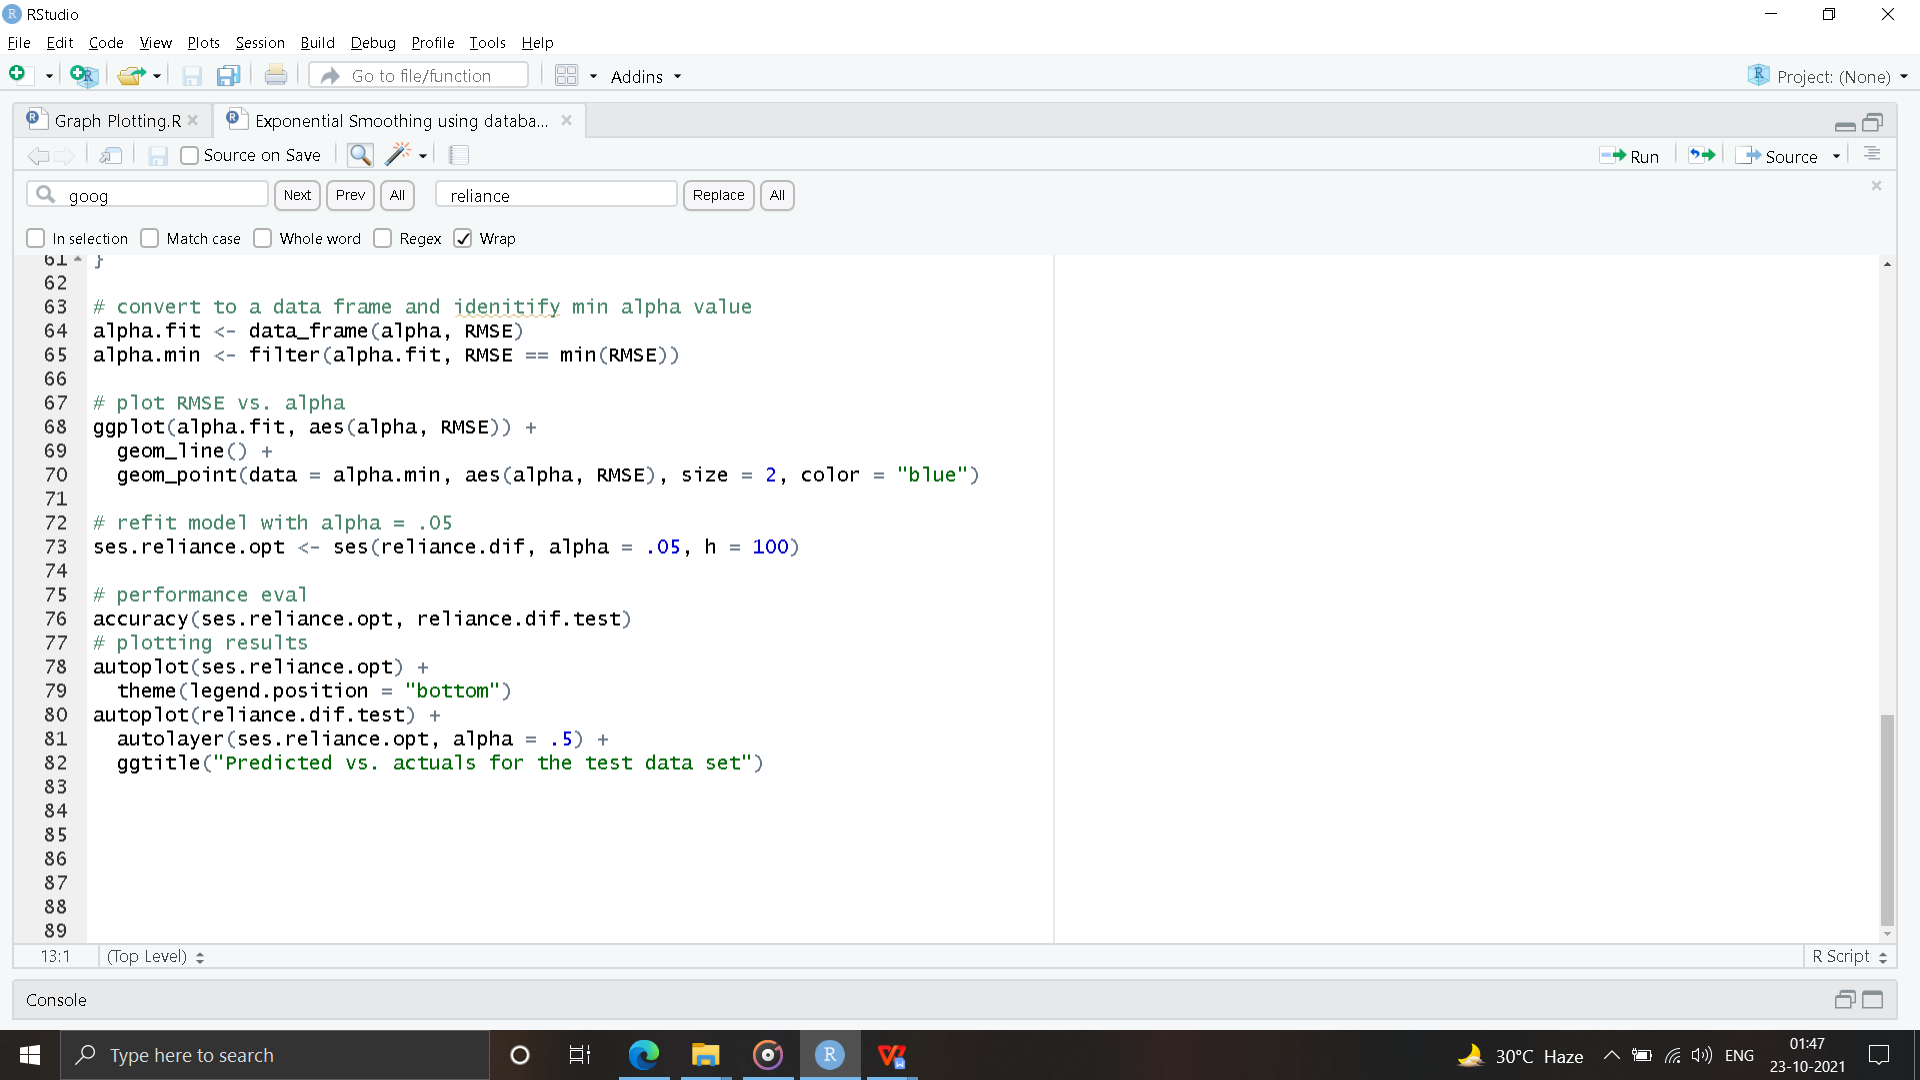 RStudio
File Edit Code View Plots Session Build Debug Profile Tools Help
Go to file/function Addins Project: (None)
Graph Plotting.R Exponential Smoothing using databa...
Source on Save Run Source
goog Next Prev All reliance Replace All
In selection Match case Whole word Regex Wrap
61 }
62
63 # convert to a data frame and idenitify min alpha value
64 alpha.fit <- data_frame(alpha, RMSE)
65 alpha.min <- filter(alpha.fit, RMSE == min(RMSE))
66
67 # plot RMSE vs. alpha
68 ggplot(alpha.fit, aes(alpha, RMSE)) +
69 geom_line() +
70 geom_point(data = alpha.min, aes(alpha, RMSE), size = 2, color = "blue")
71
72 # refit model with alpha = .05
73 ses.reliance.opt <- ses(reliance.dif, alpha = .05, h = 100)
74
75 # performance eval
76 accuracy(ses.reliance.opt, reliance.dif.test)
77 # plotting results
78 autoplot(ses.reliance.opt) +
79 theme(legend.position = "bottom")
80 autoplot(reliance.dif.test) +
81 autolayer(ses.reliance.opt, alpha = .5) +
82 ggtitle("Predicted vs. actuals for the test data set")
83
84
85
86
87
88
89
13:1 (Top Level) R Script
Console
Type here to search 30°C Haze ENG 01:47
23-10-2021